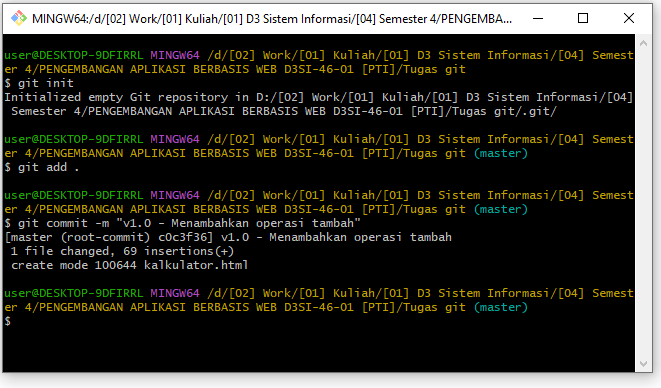 MINGW64:/d/[02] Work/[01] Kuliah/[01] D3 Sistem Informasi/[04] Semester 4/PENGEMBA...
user@DESKTOP-9DFIRRL MINGW64 /d/[02] Work/[01] Kuliah/[01] D3 Sistem Informasi/[04] Semest
er 4/PENGEMBANGAN APLIKASI BERBASIS WEB D3SI-46-01 [PTI]/Tugas git
$ git init
Initialized empty Git repository in D:/[02] Work/[01] Kuliah/[01] D3 Sistem Informasi/[04]
 Semester 4/PENGEMBANGAN APLIKASI BERBASIS WEB D3SI-46-01 [PTI]/Tugas git/.git/
user@DESKTOP-9DFIRRL MINGW64 /d/[02] Work/[01] Kuliah/[01] D3 Sistem Informasi/[04] Semest
er 4/PENGEMBANGAN APLIKASI BERBASIS WEB D3SI-46-01 [PTI]/Tugas git (master)
$ git add .
user@DESKTOP-9DFIRRL MINGW64 /d/[02] Work/[01] Kuliah/[01] D3 Sistem Informasi/[04] Semest
er 4/PENGEMBANGAN APLIKASI BERBASIS WEB D3SI-46-01 [PTI]/Tugas git (master)
$ git commit -m "v1.0 - Menambahkan operasi tambah"
[master (root-commit) c0c3f36] v1.0 - Menambahkan operasi tambah
 1 file changed, 69 insertions(+)
 create mode 100644 kalkulator.html
user@DESKTOP-9DFIRRL MINGW64 /d/[02] Work/[01] Kuliah/[01] D3 Sistem Informasi/[04] Semest
er 4/PENGEMBANGAN APLIKASI BERBASIS WEB D3SI-46-01 [PTI]/Tugas git (master)
$